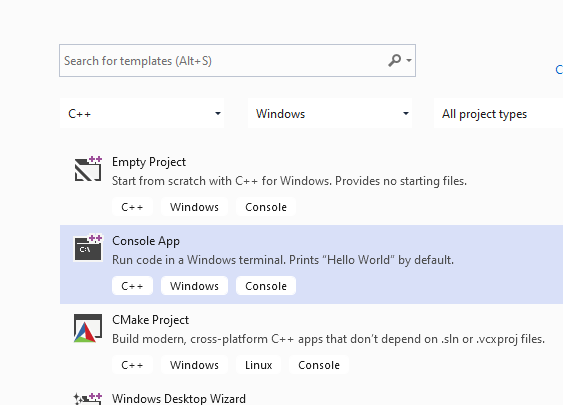 Search for templates (Alt+S)
C++ Windows All project types
Empty Project
Start from scratch with C++ for Windows. Provides no starting files.
C++ Windows Console
C:\
Console App
Run code in a Windows terminal. Prints “Hello World” by default.
C++ Windows Console
CMake Project
Build modern, cross-platform C++ apps that don’t depend on .sln or .vcxproj files.
C++ Windows Linux Console
Windows Desktop Wizard